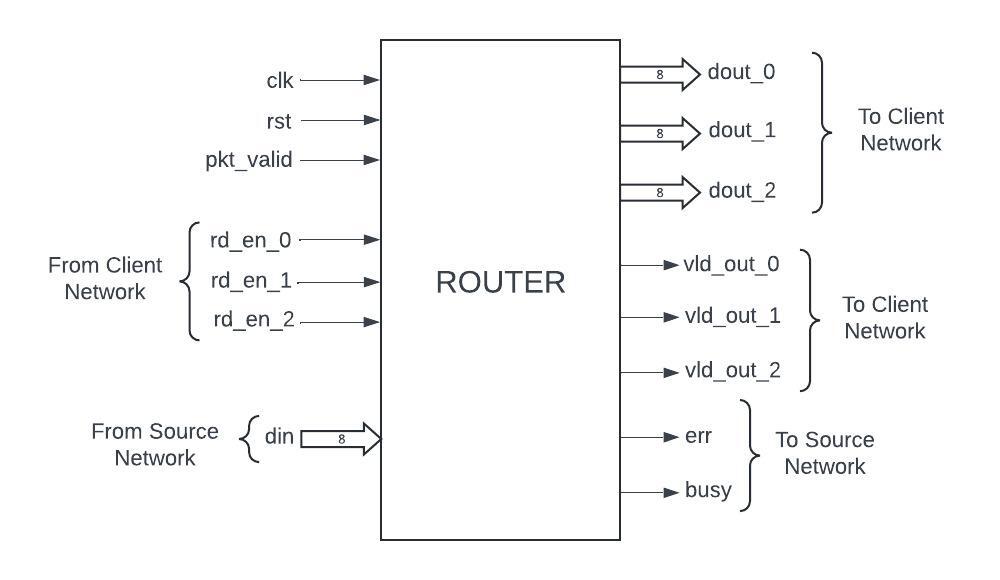 clk
rst
pkt_valid
From Client
Network
rd_en_0
rd_en_1
rd_en_2
From Source
Network
din
8
ROUTER
8
dout_0
8
dout_1
8
dout_2
To Client
Network
vld_out_0
vld_out_1
vld_out_2
To Client
Network
err
busy
To Source
Network